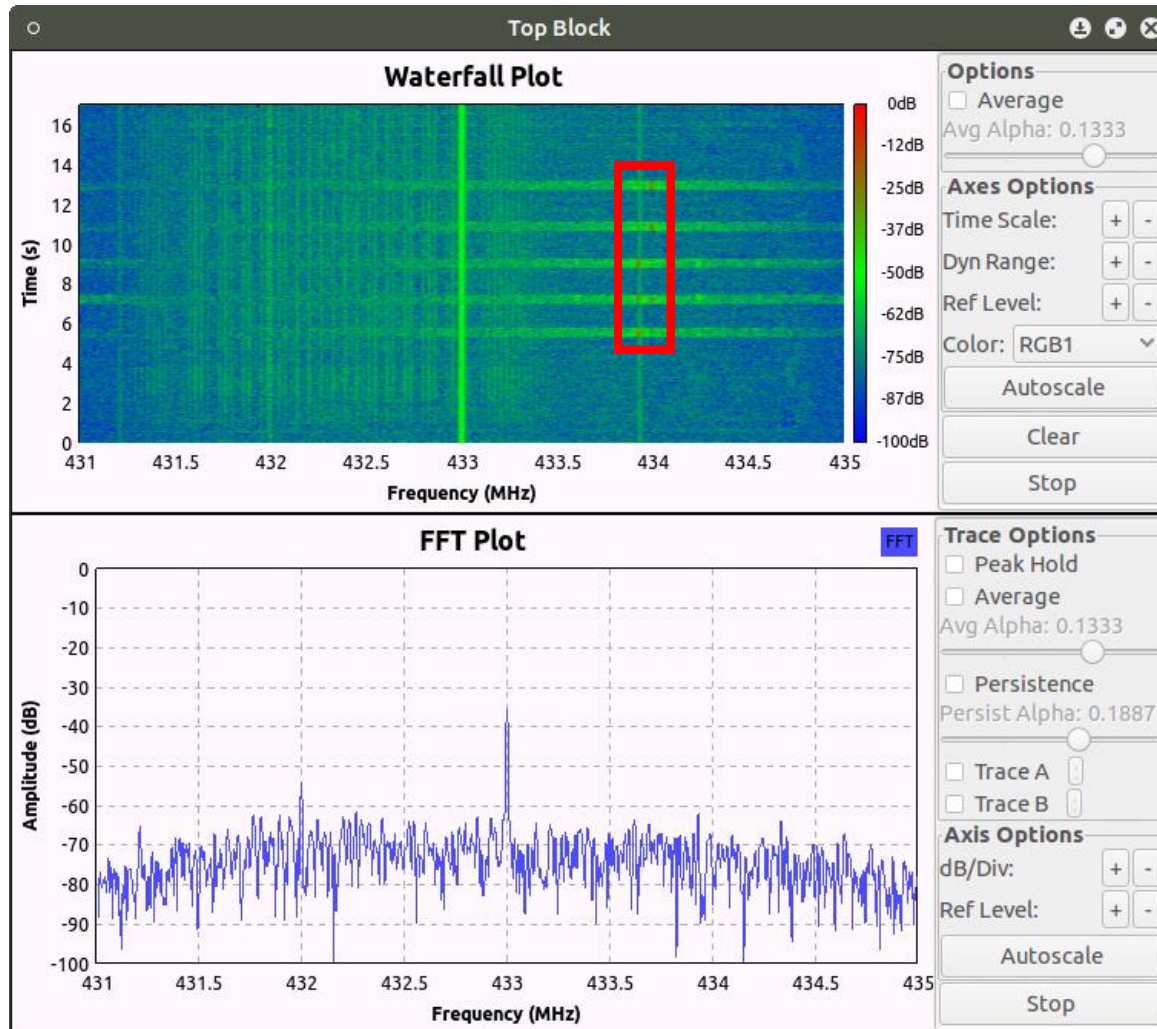 Top Block
Waterfall Plot
16
14
12
10
8
6
4
2
0
Time (s)
431 431.5 432 432.5 433 433.5 434 434.5 435
Frequency (MHz)
0dB
-12dB
-25dB
-37dB
-50dB
-62dB
-75dB
-87dB
-100dB
Options
Average
Avg Alpha: 0.1333
Axes Options
Time Scale: + -
Dyn Range: + -
Ref Level: + -
Color: RGB1
Autoscale
Clear
Stop
FFT Plot
FFT
0
-10
-20
-30
-40
-50
-60
-70
-80
-90
-100
Amplitude (dB)
431 431.5 432 432.5 433 433.5 434 434.5 435
Frequency (MHz)
Trace Options
Peak Hold
Average
Avg Alpha: 0.1333
Persistence
Persist Alpha: 0.1887
Trace A
Trace B
Axis Options
dB/Div: + -
Ref Level: + -
Autoscale
Stop